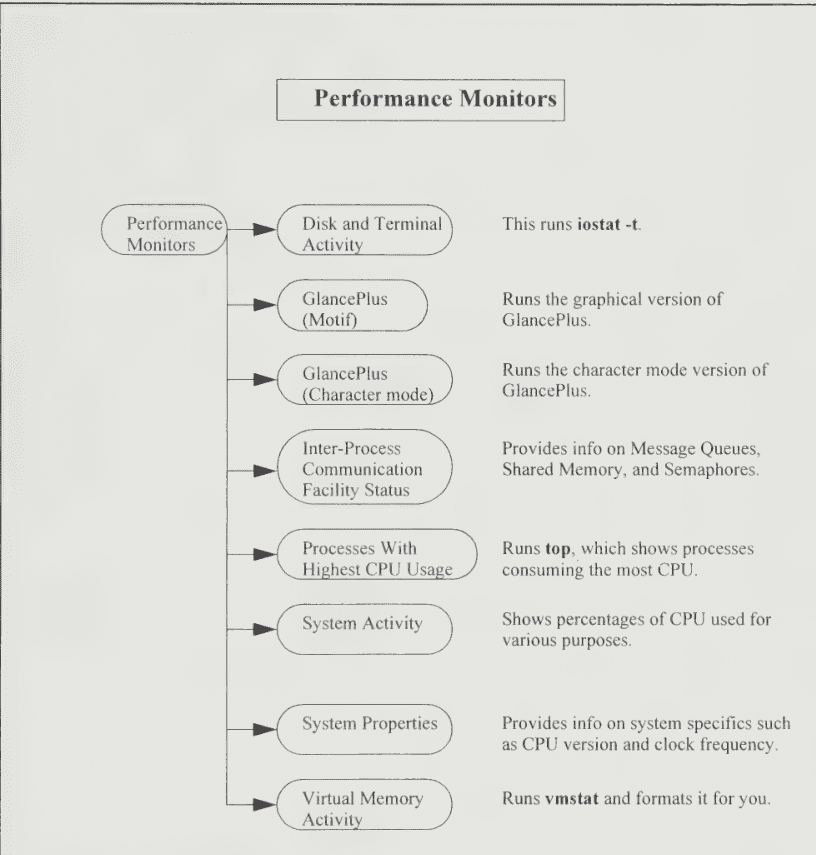 Performance Monitors
Performance
Monitors
Disk and Terminal
Activity
This runs iostat -t.
GlancePlus
(Motif)
Runs the graphical version of
GlancePlus.
GlancePlus
(Character mode)
Runs the character mode version of
GlancePlus.
Inter-Process
Communication
Facility Status
Provides info on Message Queues,
Shared Memory, and Semaphores.
Processes With
Highest CPU Usage
Runs top, which shows processes
consuming the most CPU.
System Activity
Shows percentages of CPU used for
various purposes.
System Properties
Provides info on system specifics such
as CPU version and clock frequency.
Virtual Memory
Activity
Runs vmstat and formats it for you.